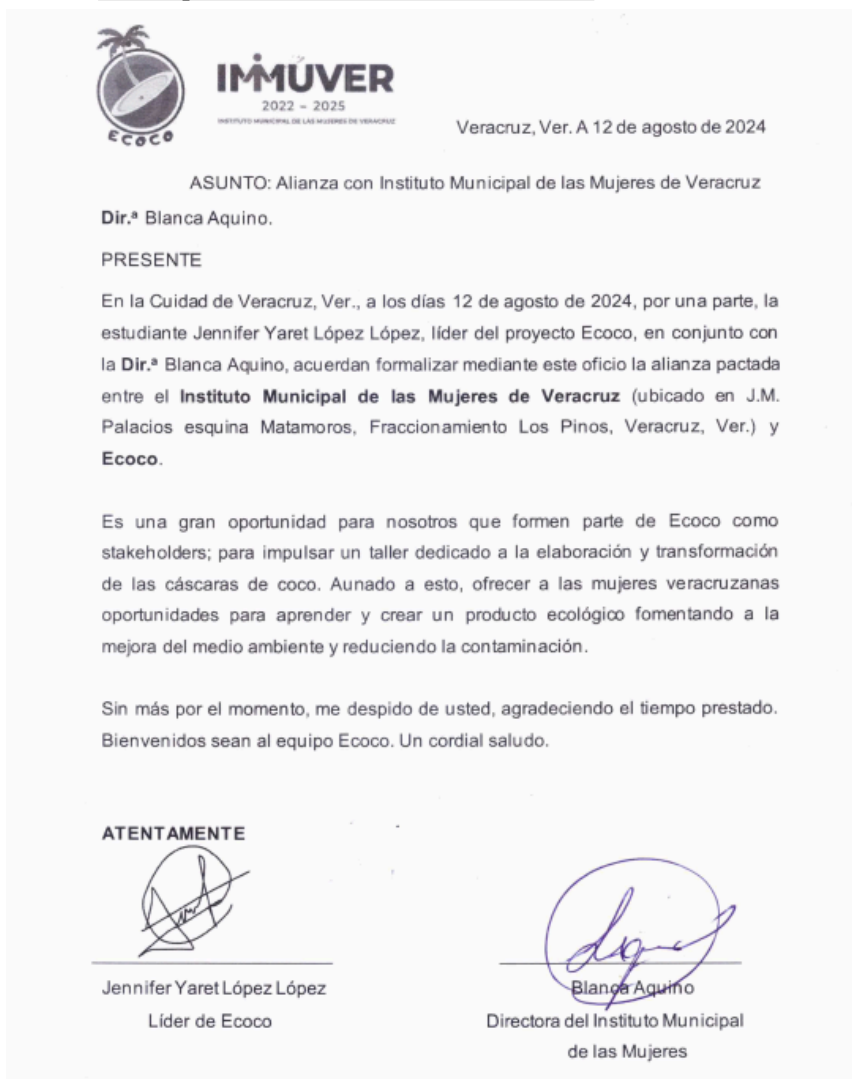 ECOCO
IMMUVER
2022 – 2025
INSTITUTO MUNICIPAL DE LAS MUJERES DE VERACRUZ
Veracruz, Ver. A 12 de agosto de 2024
ASUNTO: Alianza con Instituto Municipal de las Mujeres de Veracruz
Dir.ª Blanca Aquino.
PRESENTE
En la Cuidad de Veracruz, Ver., a los días 12 de agosto de 2024, por una parte, la
estudiante Jennifer Yaret López López, líder del proyecto Ecoco, en conjunto con
la Dir.ª Blanca Aquino, acuerdan formalizar mediante este oficio la alianza pactada
entre el Instituto Municipal de las Mujeres de Veracruz (ubicado en J.M.
Palacios esquina Matamoros, Fraccionamiento Los Pinos, Veracruz, Ver.) y
Ecoco.
Es una gran oportunidad para nosotros que formen parte de Ecoco como
stakeholders; para impulsar un taller dedicado a la elaboración y transformación
de las cáscaras de coco. Aunado a esto, ofrecer a las mujeres veracruzanas
oportunidades para aprender y crear un producto ecológico fomentando a la
mejora del medio ambiente y reduciendo la contaminación.
Sin más por el momento, me despido de usted, agradeciendo el tiempo prestado.
Bienvenidos sean al equipo Ecoco. Un cordial saludo.
ATENTAMENTE
Jennifer Yaret López López
Líder de Ecoco
Blanca Aquino
Directora del Instituto Municipal
de las Mujeres